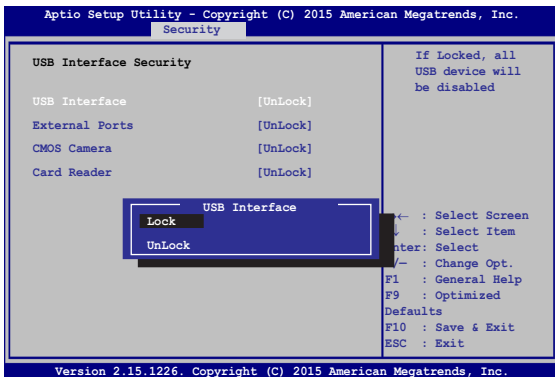 Aptio Setup Utility - Copyright (C) 2015 American Megatrends, Inc.
Security
USB Interface Security
USB Interface [UnLock]
External Ports [UnLock]
CMOS Camera [UnLock]
Card Reader [UnLock]
If Locked, all
USB device will
be disabled
USB Interface
Lock
UnLock
→← : Select Screen
↓ : Select Item
nter: Select
/— : Change Opt.
F1 : General Help
F9 : Optimized
Defaults
F10 : Save & Exit
ESC : Exit
Version 2.15.1226. Copyright (C) 2015 American Megatrends, Inc.